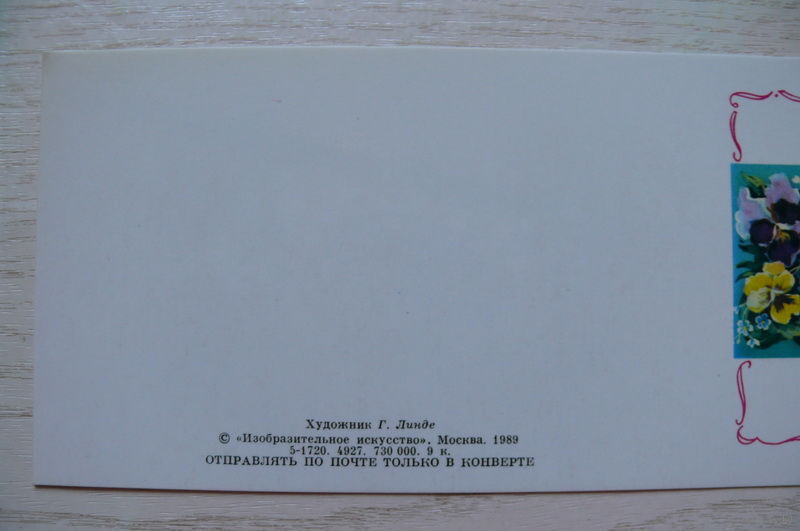 Художник Г. Линде
© «Изобразительное искусство». Москва. 1989
5-1720. 4927. 730 000. 9 к.
ОТПРАВЛЯТЬ ПО ПОЧТЕ ТОЛЬКО В КОНВЕРТЕ